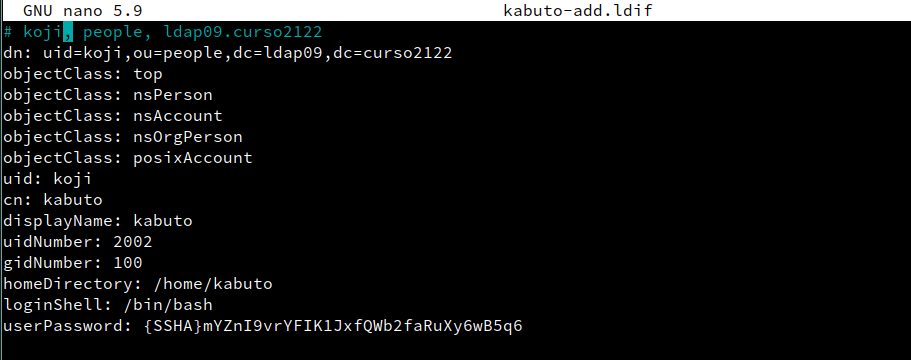 GNU nano 5.9 kabuto-add.ldif
# koji, people, ldap09.curso2122
dn: uid=koji,ou=people,dc=ldap09,dc=curso2122
objectClass: top
objectClass: nsPerson
objectClass: nsAccount
objectClass: nsOrgPerson
objectClass: posixAccount
uid: koji
cn: kabuto
displayName: kabuto
uidNumber: 2002
gidNumber: 100
homeDirectory: /home/kabuto
loginShell: /bin/bash
userPassword: {SSHA}mYZnI9vrYFIK1JxfQWb2faRuXy6wB5q6